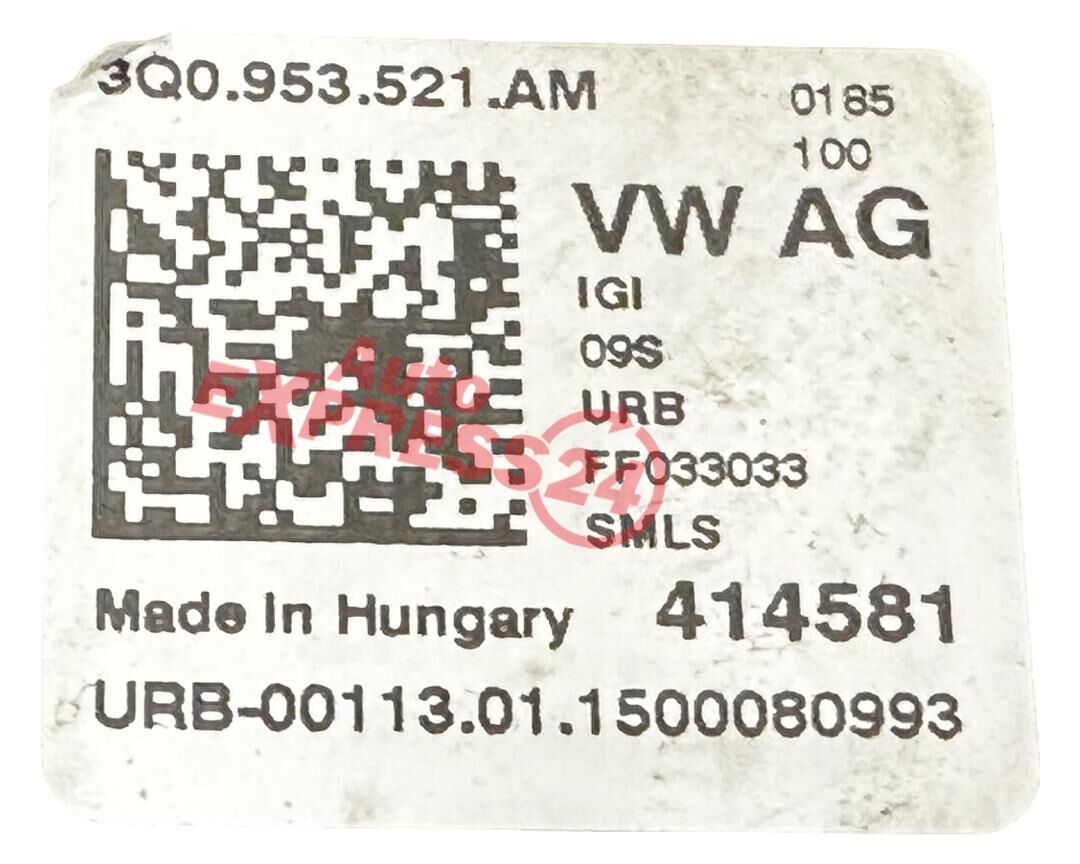 3Q0.953.521.AM
0185
100
VW AG
IGI
09S
URB
FF033033
SMLS
Auto
EXPRESS24
Made In Hungary
414581
URB-00113.01.1500080993